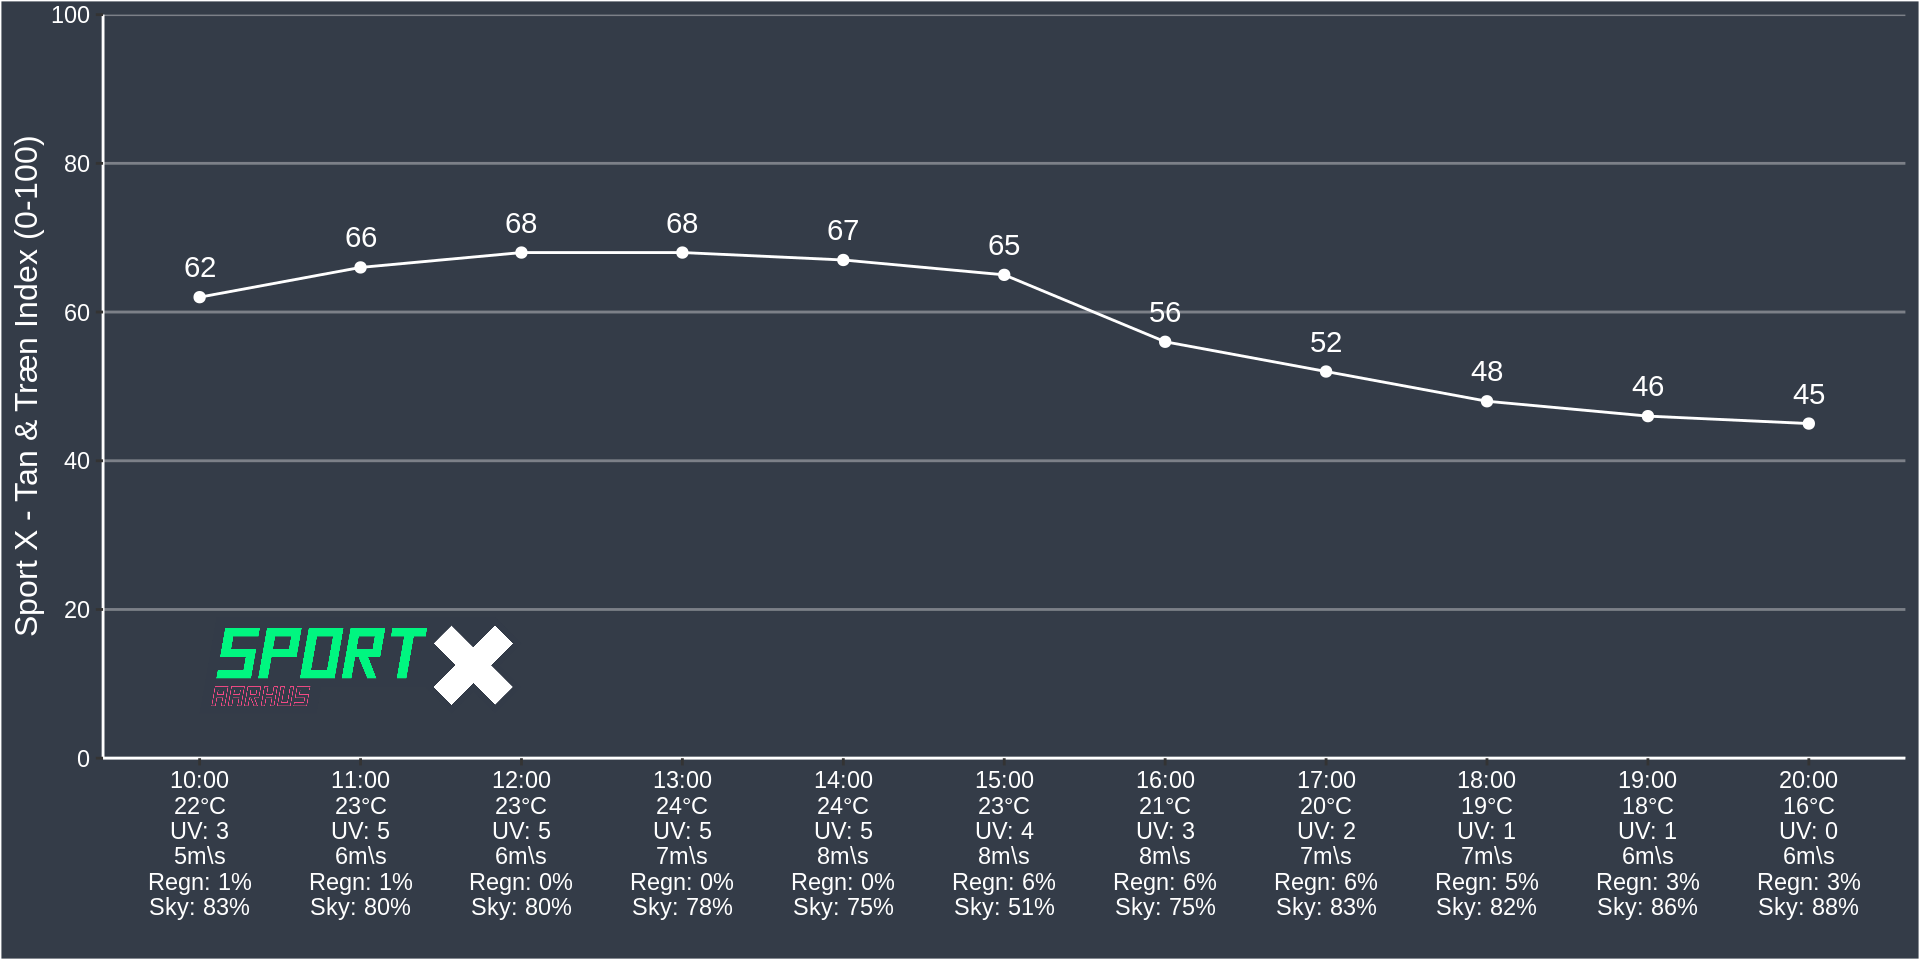 Sport X - Tan & Træn Index (0-100)
100
80
60
40
20
0
62
66
68
68
67
65
56
52
48
46
45
SPORT X
AARHUS
10:00 11:00 12:00 13:00 14:00 15:00 16:00 17:00 18:00 19:00 20:00
22°C 23°C 23°C 24°C 24°C 23°C 21°C 20°C 19°C 18°C 16°C
UV: 3 UV: 5 UV: 5 UV: 5 UV: 5 UV: 4 UV: 3 UV: 2 UV: 1 UV: 1 UV: 0
5m\s 6m\s 6m\s 7m\s 8m\s 8m\s 8m\s 7m\s 7m\s 6m\s 6m\s
Regn: 1% Regn: 1% Regn: 0% Regn: 0% Regn: 0% Regn: 6% Regn: 6% Regn: 6% Regn: 5% Regn: 3% Regn: 3%
Sky: 83% Sky: 80% Sky: 80% Sky: 78% Sky: 75% Sky: 51% Sky: 75% Sky: 83% Sky: 82% Sky: 86% Sky: 88%